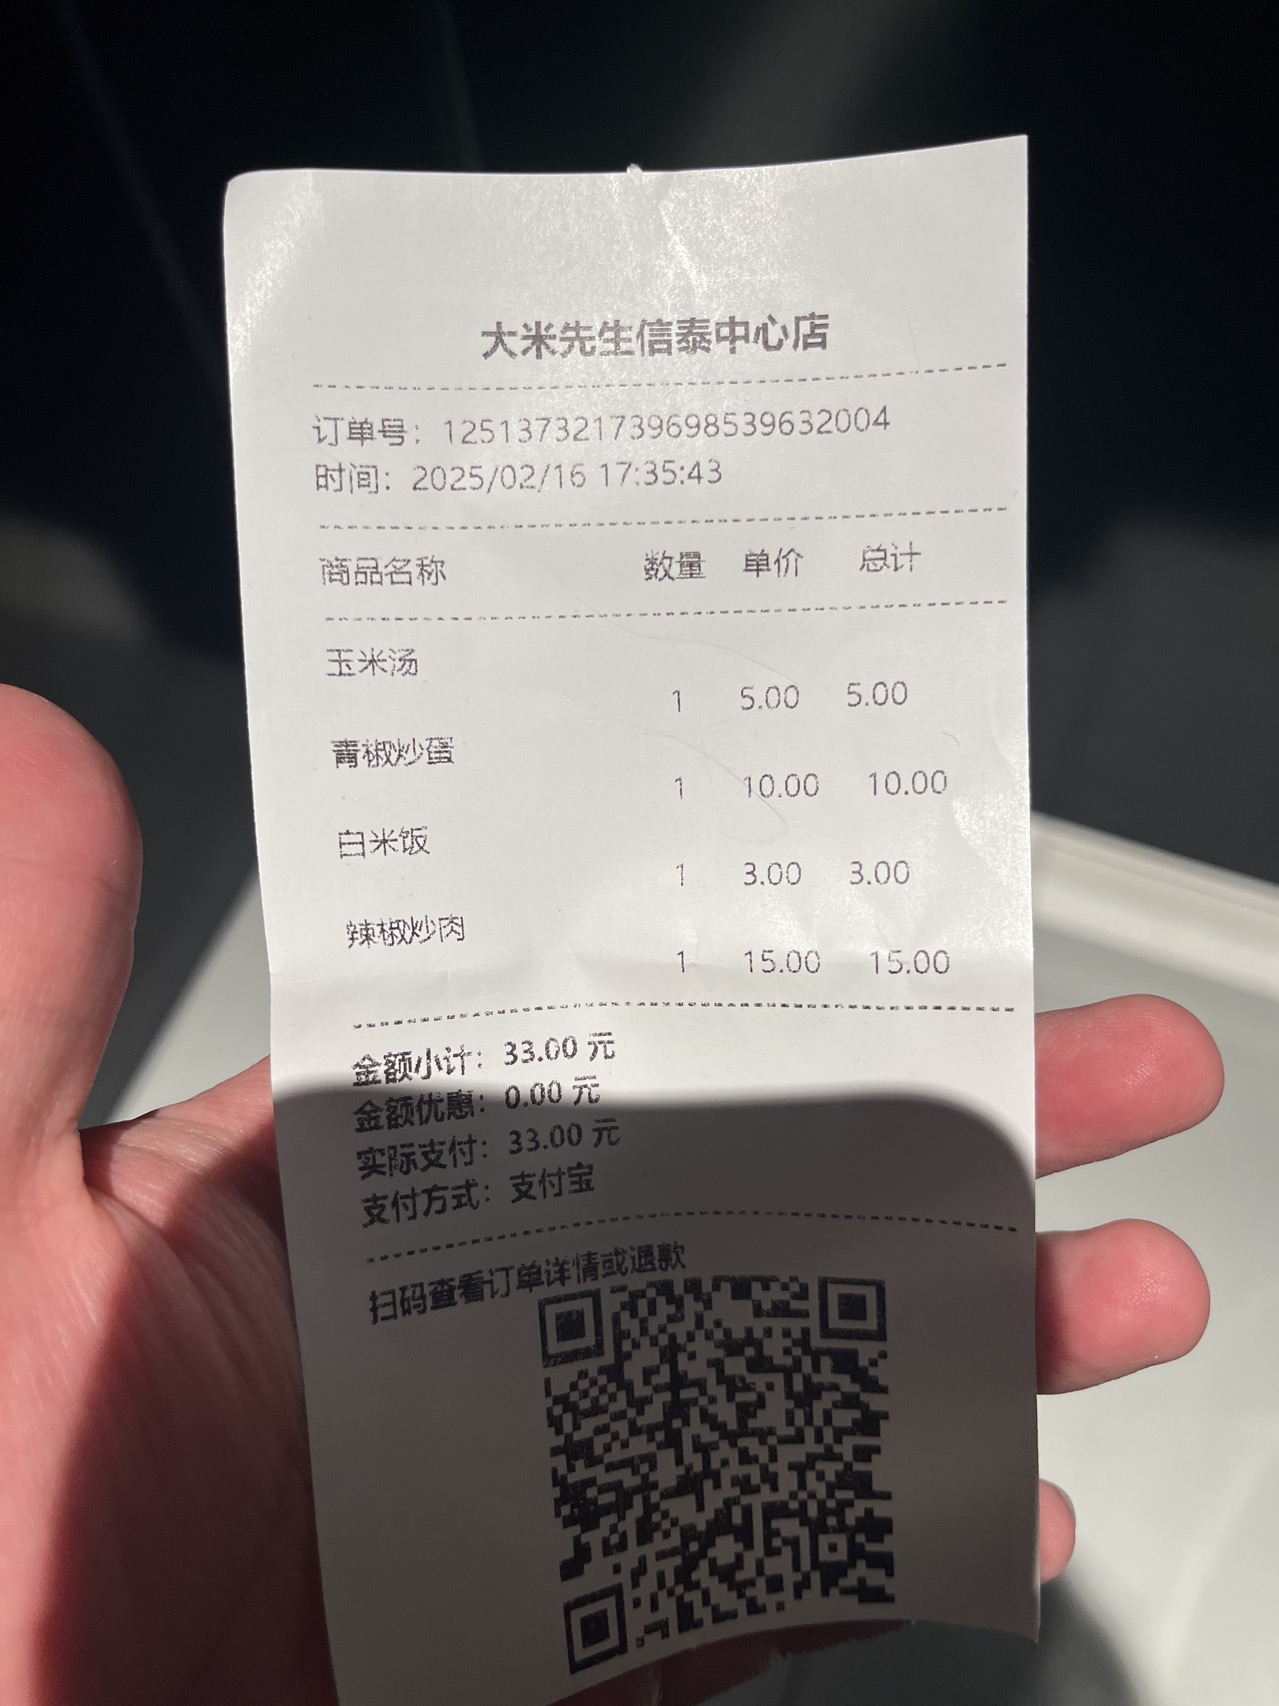 大米先生信泰中心店
订单号：1251373217396985396​32004
时间：2025/02/16 17:35:43
商品名称 数量 单价 总计
玉米汤
1 5.00 5.00
青椒炒蛋
1 10.00 10.00
白米饭
1 3.00 3.00
辣椒炒肉
1 15.00 15.00
金额小计：33.00 元
金额优惠：0.00 元
实际支付：33.00 元
支付方式：支付宝
扫码查看订单详情或退款